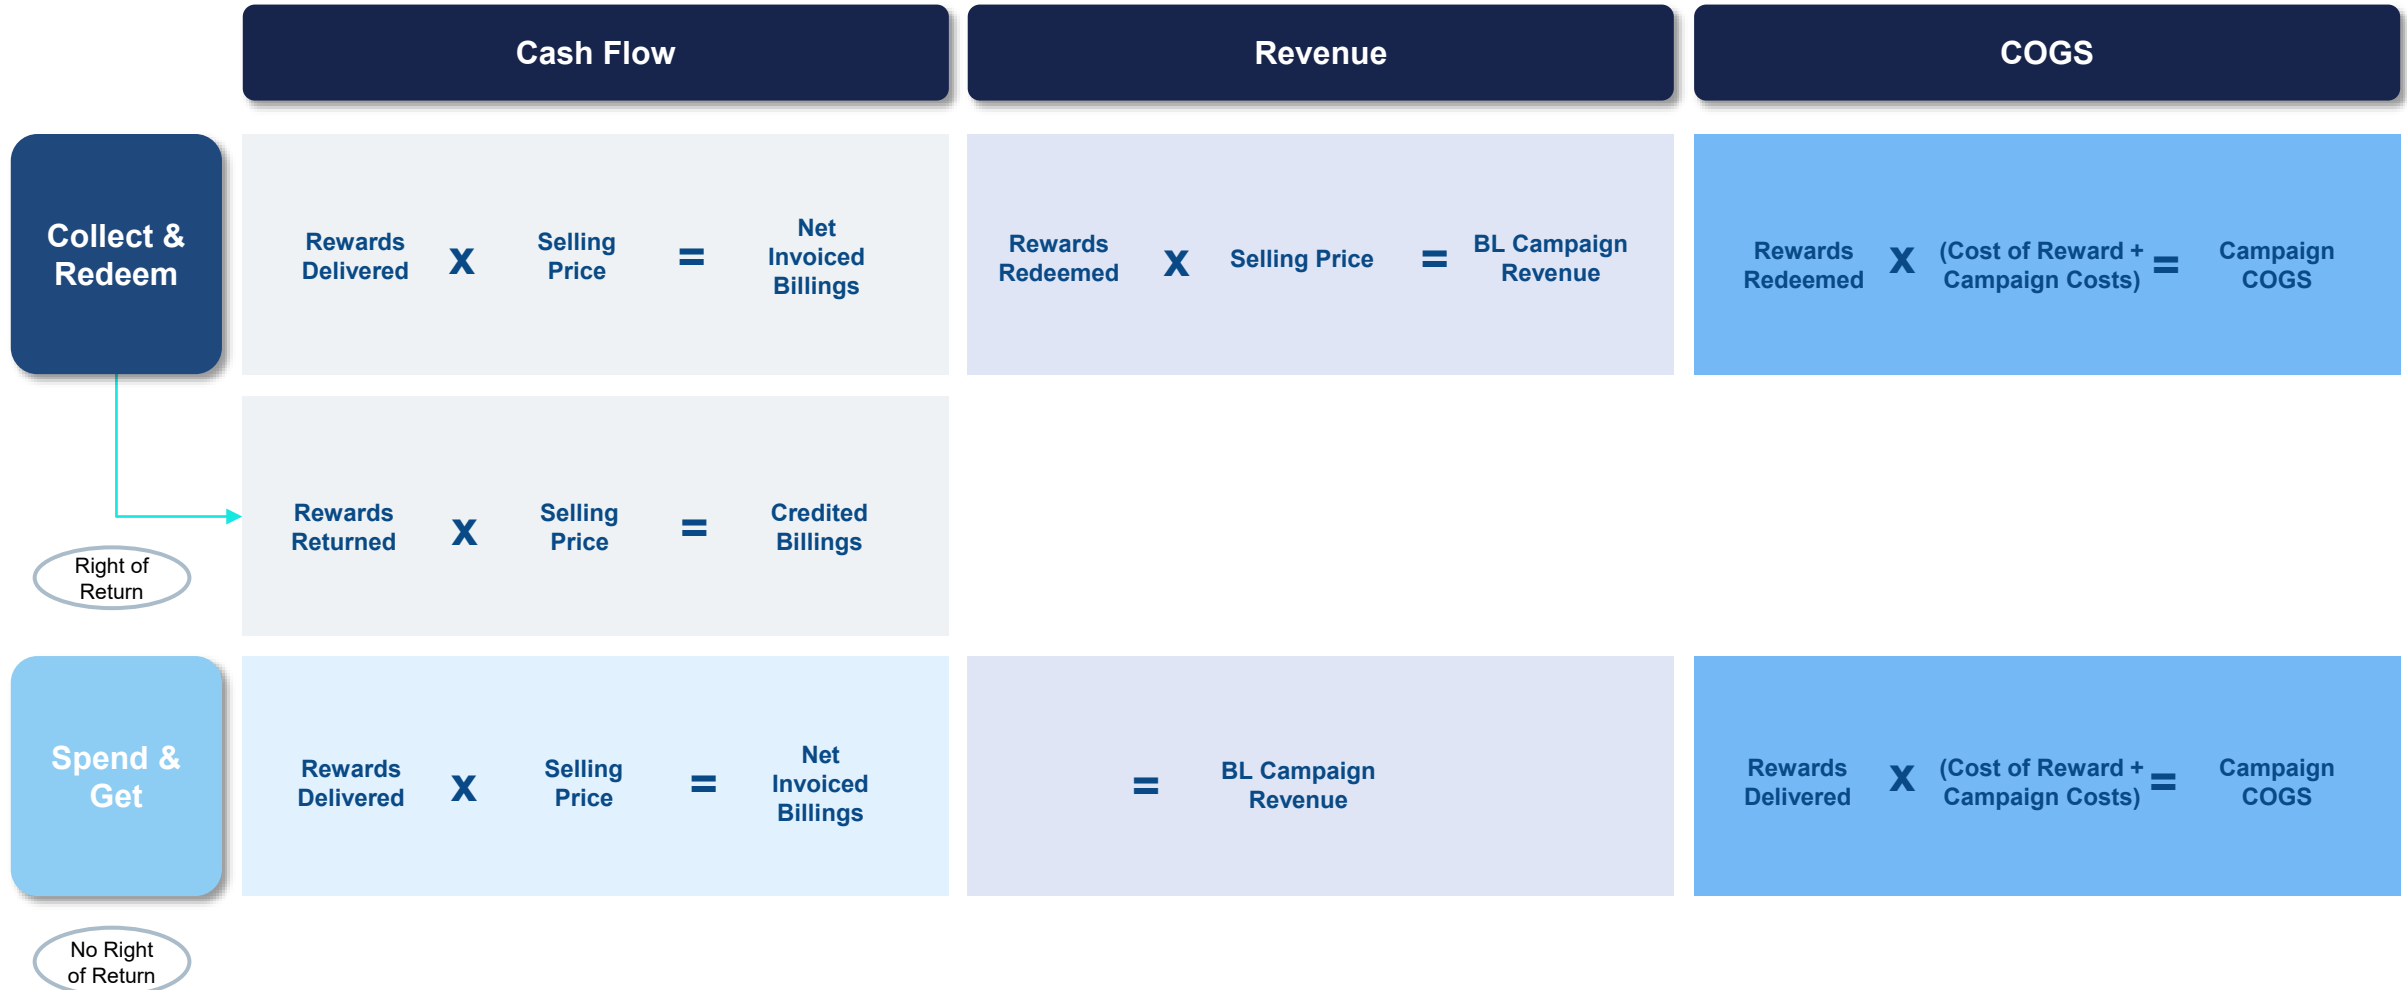 Cash Flow
Revenue
COGS
Collect &
Redeem
Rewards
Delivered
x
Selling
Price
=
Net
Invoiced
Billings
Rewards
Redeemed
x
Selling Price
=
BL Campaign
Revenue
Rewards
Redeemed
x
(Cost of Reward +
Campaign Costs)
=
Campaign
COGS
Rewards
Returned
x
Selling
Price
=
Credited
Billings
Right of
Return
Spend &
Get
Rewards
Delivered
x
Selling
Price
=
Net
Invoiced
Billings
=
BL Campaign
Revenue
Rewards
Delivered
x
(Cost of Reward +
Campaign Costs)
=
Campaign
COGS
No Right
of Return